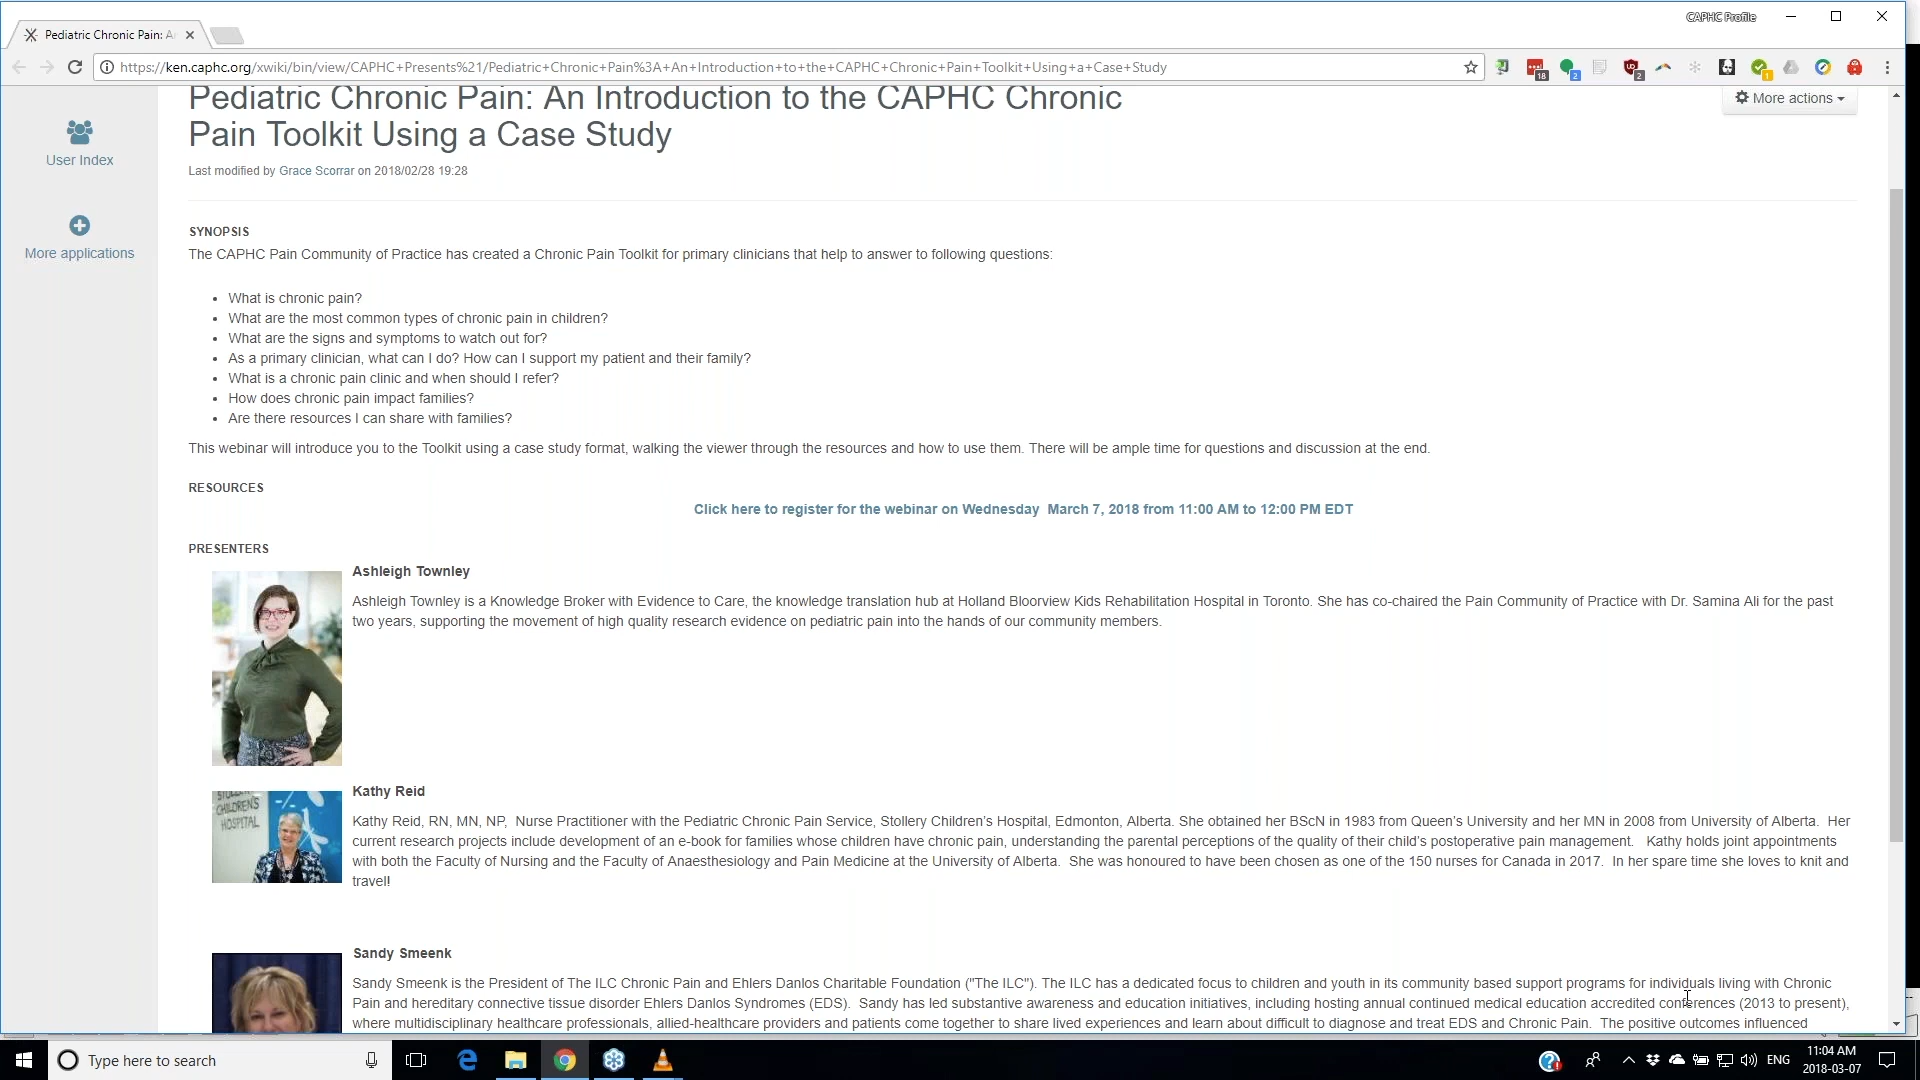 CAPHC Profile
Pediatric Chronic Pain: A
https://ken.caphc.org/xwiki/bin/view/CAPHC+Presents%21/Pediatric+Chronic+Pain%3A+An+Introduction+to+the+CAPHC+Chronic+Pain+Toolkit+Using+a+Case+Study
18
2
2
1
Pediatric Chronic Pain: An Introduction to the CAPHC Chronic
Pain Toolkit Using a Case Study
More actions
User Index
More applications
Last modified by Grace Scorrar on 2018/02/28 19:28
SYNOPSIS
The CAPHC Pain Community of Practice has created a Chronic Pain Toolkit for primary clinicians that help to answer to following questions:
• What is chronic pain?
• What are the most common types of chronic pain in children?
• What are the signs and symptoms to watch out for?
• As a primary clinician, what can I do? How can I support my patient and their family?
• What is a chronic pain clinic and when should I refer?
• How does chronic pain impact families?
• Are there resources I can share with families?
This webinar will introduce you to the Toolkit using a case study format, walking the viewer through the resources and how to use them. There will be ample time for questions and discussion at the end.
RESOURCES
Click here to register for the webinar on Wednesday March 7, 2018 from 11:00 AM to 12:00 PM EDT
PRESENTERS
Ashleigh Townley
Ashleigh Townley is a Knowledge Broker with Evidence to Care, the knowledge translation hub at Holland Bloorview Kids Rehabilitation Hospital in Toronto. She has co-chaired the Pain Community of Practice with Dr. Samina Ali for the past
two years, supporting the movement of high quality research evidence on pediatric pain into the hands of our community members.
CHILDREN'S
HOSPITAL
Kathy Reid
Kathy Reid, RN, MN, NP, Nurse Practitioner with the Pediatric Chronic Pain Service, Stollery Children's Hospital, Edmonton, Alberta. She obtained her BScN in 1983 from Queen's University and her MN in 2008 from University of Alberta. Her
current research projects include development of an e-book for families whose children have chronic pain, understanding the parental perceptions of the quality of their child's postoperative pain management. Kathy holds joint appointments
with both the Faculty of Nursing and the Faculty of Anaesthesiology and Pain Medicine at the University of Alberta. She was honoured to have been chosen as one of the 150 nurses for Canada in 2017. In her spare time she loves to knit and
travel!
Sandy Smeenk
Sandy Smeenk is the President of The ILC Chronic Pain and Ehlers Danlos Charitable Foundation ("The ILC"). The ILC has a dedicated focus to children and youth in its community based support programs for individuals living with Chronic
Pain and hereditary connective tissue disorder Ehlers Danlos Syndromes (EDS). Sandy has led substantive awareness and education initiatives, including hosting annual continued medical education accredited conferences (2013 to present),
where multidisciplinary healthcare professionals, allied-healthcare providers and patients come together to share lived experiences and learn about difficult to diagnose and treat EDS and Chronic Pain. The positive outcomes influenced
Type here to search
ENG
11:04 AM
2018-03-07